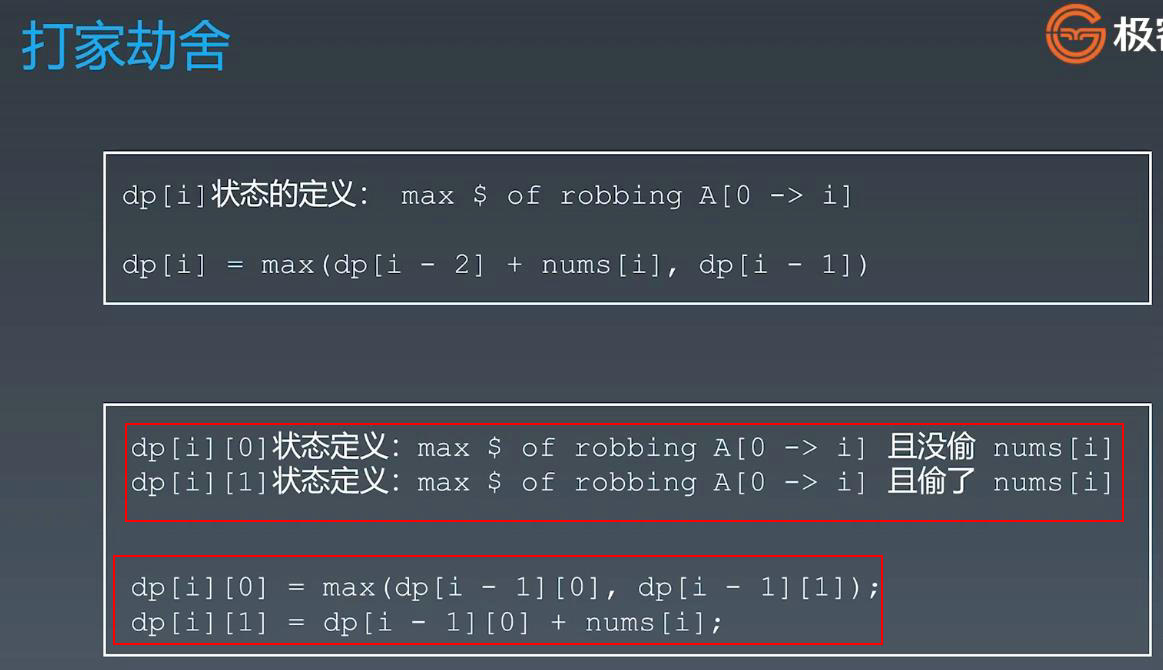 打家劫舍
极客
dp[i]状态的定义： max $ of robbing A[0 -> i]
dp[i] = max(dp[i - 2] + nums[i], dp[i - 1])
dp[i][0]状态定义：max $ of robbing A[0 -> i] 且没偷 nums[i]
dp[i][1]状态定义：max $ of robbing A[0 -> i] 且偷了 nums[i]
dp[i][0] = max(dp[i - 1][0], dp[i - 1][1]);
dp[i][1] = dp[i - 1][0] + nums[i];